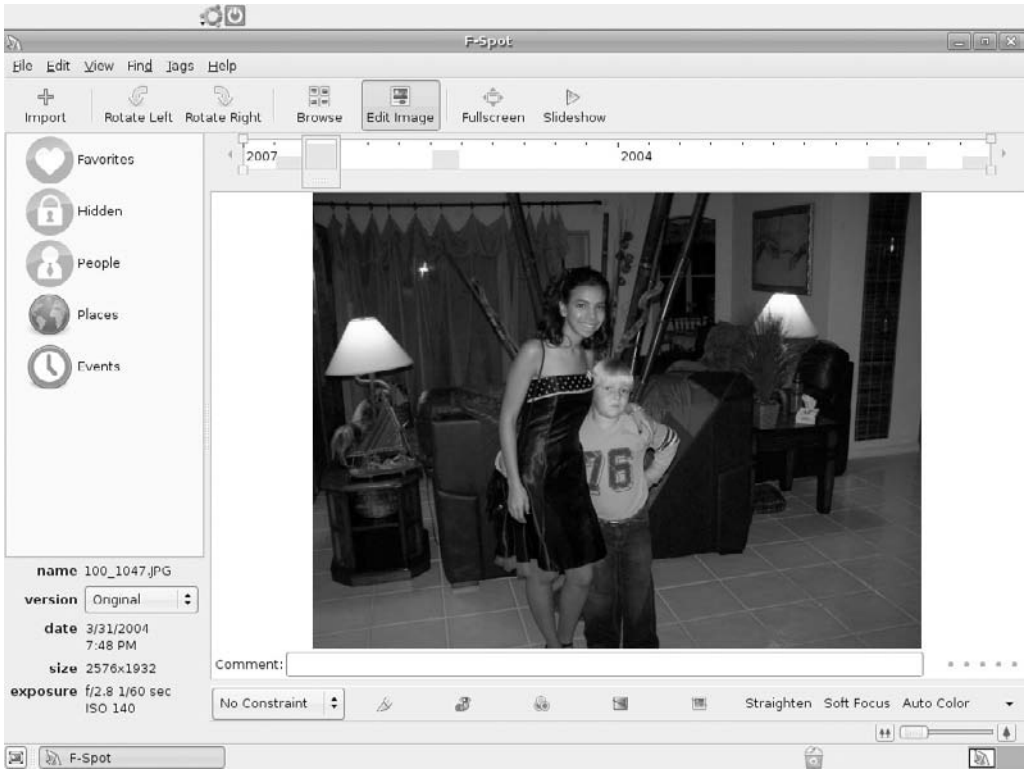 F-Spot
File Edit View Find Tags Help
Import Rotate Left Rotate Right Browse Edit Image Fullscreen Slideshow
2007 2004
Favorites
Hidden
People
Places
Events
76
name 100_1047.JPG
version Original
date 3/31/2004
7:48 PM
size 2576x1932
exposure f/2.8 1/60 sec
ISO 140
Comment:
No Constraint Straighten Soft Focus Auto Color
F-Spot